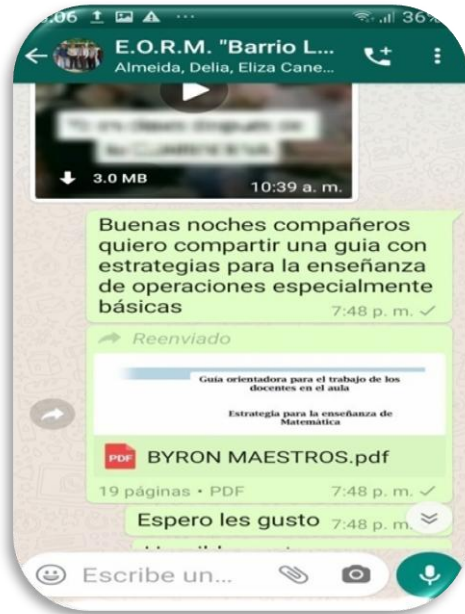 :06
36%
E.O.R.M. "Barrio L...
Almeida, Delia, Eliza Cane...
3.0 MB
10:39 a. m.
Buenas noches compañeros
quiero compartir una guia con
estrategias para la enseñanza
de operaciones especialmente
básicas
7:48 p. m.
Reenviado
Guía orientadora para el trabajo de los
docentes en el aula
Estrategia para la enseñanza de
Matemática
PDF BYRON MAESTROS.pdf
19 páginas • PDF 7:48 p. m.
Espero les gusto 7:48 p. m.
Escribe un...